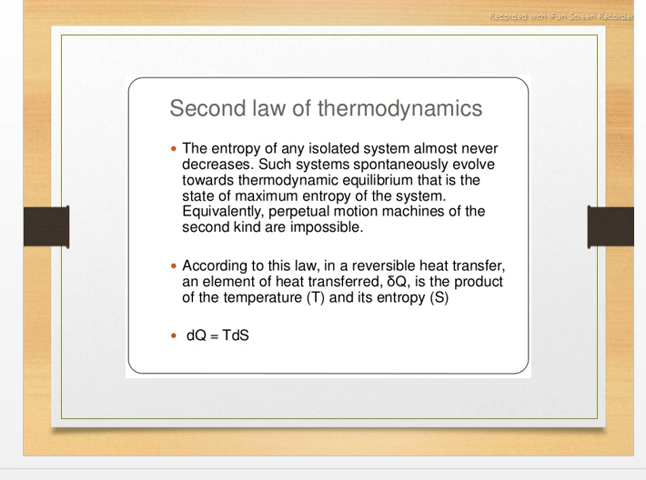 Recorded with Fun Screen Recorder
Second law of thermodynamics
• The entropy of any isolated system almost never
decreases. Such systems spontaneously evolve
towards thermodynamic equilibrium that is the
state of maximum entropy of the system.
Equivalently, perpetual motion machines of the
second kind are impossible.
• According to this law, in a reversible heat transfer,
an element of heat transferred, δQ, is the product
of the temperature (T) and its entropy (S)
• dQ = TdS